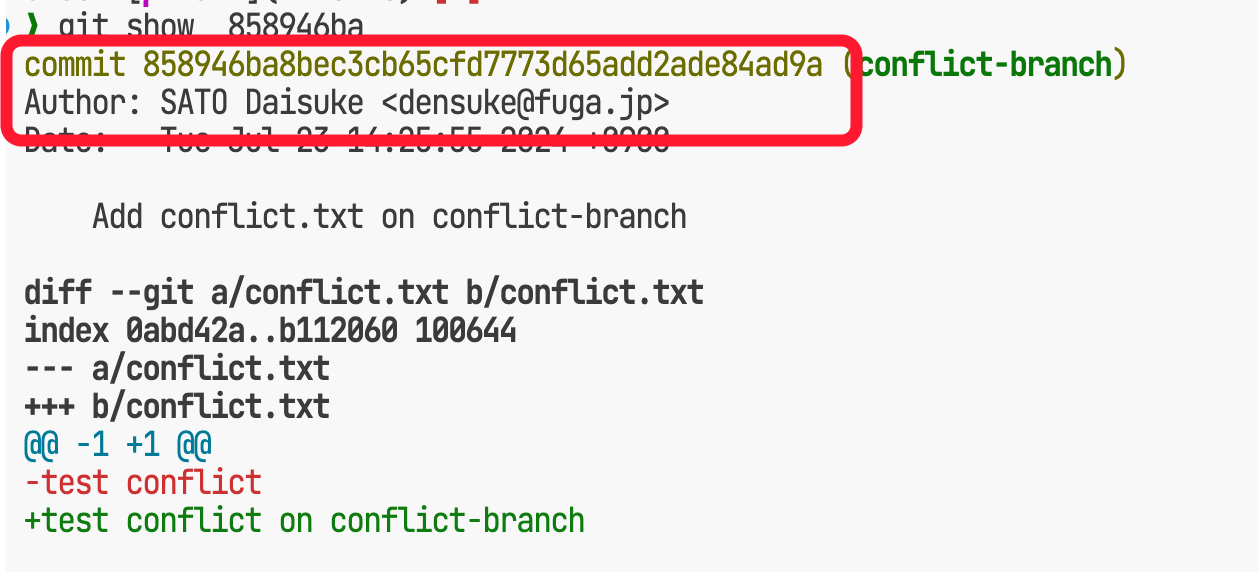 ❯ git show 858946ba
commit 858946ba8bec3cb65cfd7773d65add2ade84ad9a (conflict-branch)
Author: SATO Daisuke <densuke@fuga.jp>
Date: Tue Jul 23 14:25:55 2024 +0900
Add conflict.txt on conflict-branch
diff --git a/conflict.txt b/conflict.txt
index 0abd42a..b112060 100644
--- a/conflict.txt
+++ b/conflict.txt
@@ -1 +1 @@
-test conflict
+test conflict on conflict-branch